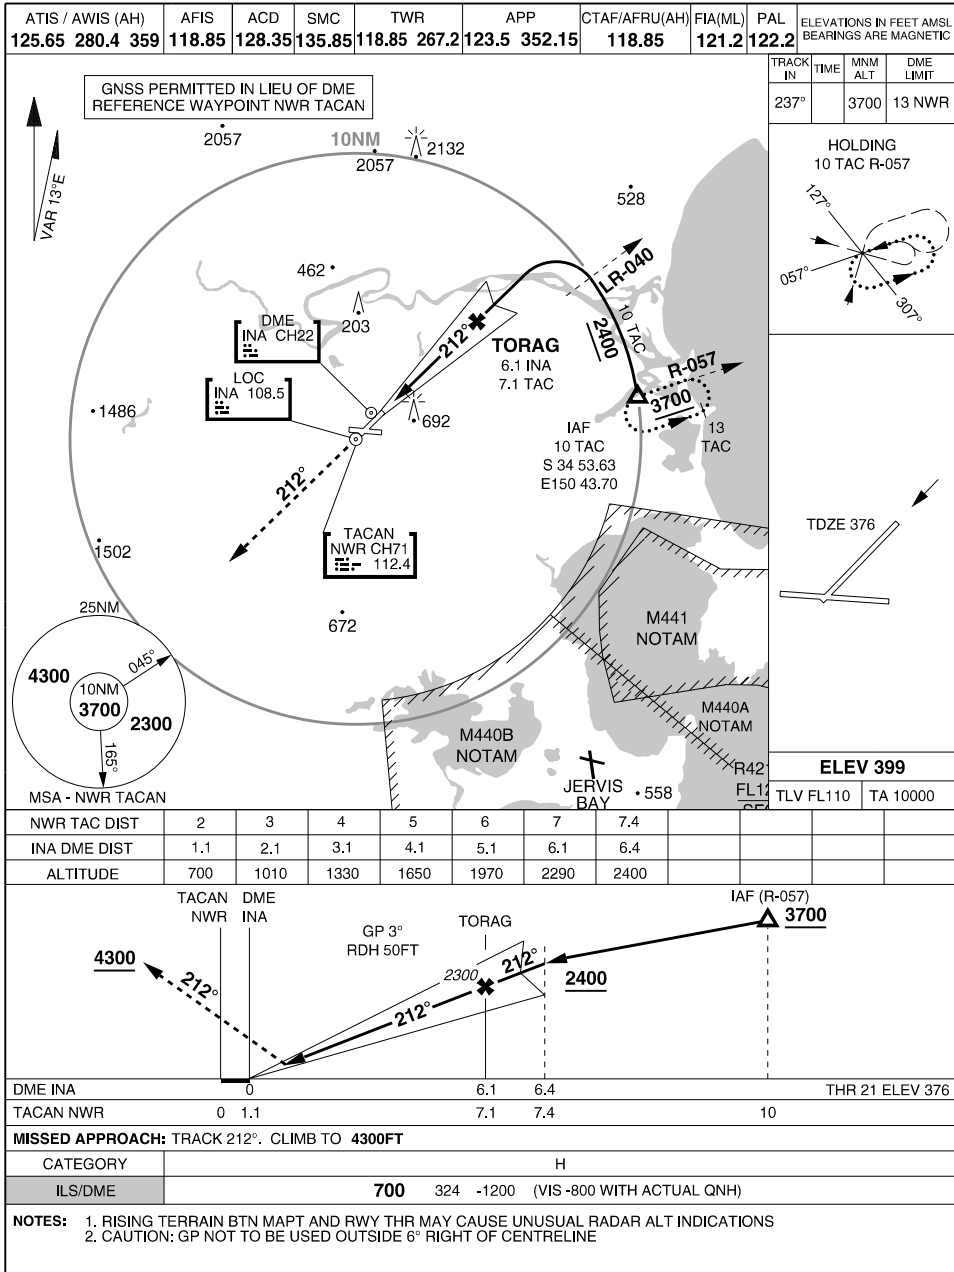 ATIS / AWIS (AH) AFIS ACD SMC TWR APP CTAF/AFRU(AH) FIA(ML) PAL ELEVATIONS IN FEET AMSL
125.65 280.4 359 118.85 128.35 135.85 118.85 267.2 123.5 352.15 118.85 121.2 122.2 BEARINGS ARE MAGNETIC
GNSS PERMITTED IN LIEU OF DME
REFERENCE WAYPOINT NWR TACAN
TRACK IN TIME MNM ALT DME LIMIT
237° 3700 13 NWR
VAR 13°E
2057
10NM
2057
2132
528
HOLDING
10 TAC R-057
127°
057°
307°
462
203
LR-040
10 TAC
2400
DME
INA CH22
212°
TORAG
6.1 INA
7.1 TAC
LOC
INA 108.5
R-057
3700
13
TAC
1486
692
IAF
10 TAC
S 34 53.63
E150 43.70
212°
TACAN
NWR CH71
112.4
TDZE 376
1502
672
25NM
4300
045°
10NM
3700
2300
165°
MSA - NWR TACAN
M441
NOTAM
M440A
NOTAM
M440B
NOTAM
JERVIS
BAY
558
R42
FL12
ELEV 399
TLV FL110 TA 10000
NWR TAC DIST 2 3 4 5 6 7 7.4
INA DME DIST 1.1 2.1 3.1 4.1 5.1 6.1 6.4
ALTITUDE 700 1010 1330 1650 1970 2290 2400
TACAN NWR
DME INA
GP 3°
RDH 50FT
TORAG
IAF (R-057)
3700
4300
212°
2300
212°
2400
212°
DME INA 0 6.1 6.4 THR 21 ELEV 376
TACAN NWR 0 1.1 7.1 7.4 10
MISSED APPROACH: TRACK 212°. CLIMB TO 4300FT
CATEGORY H
ILS/DME 700 324 -1200 (VIS -800 WITH ACTUAL QNH)
NOTES: 1. RISING TERRAIN BTN MAPT AND RWY THR MAY CAUSE UNUSUAL RADAR ALT INDICATIONS
2. CAUTION: GP NOT TO BE USED OUTSIDE 6° RIGHT OF CENTRELINE